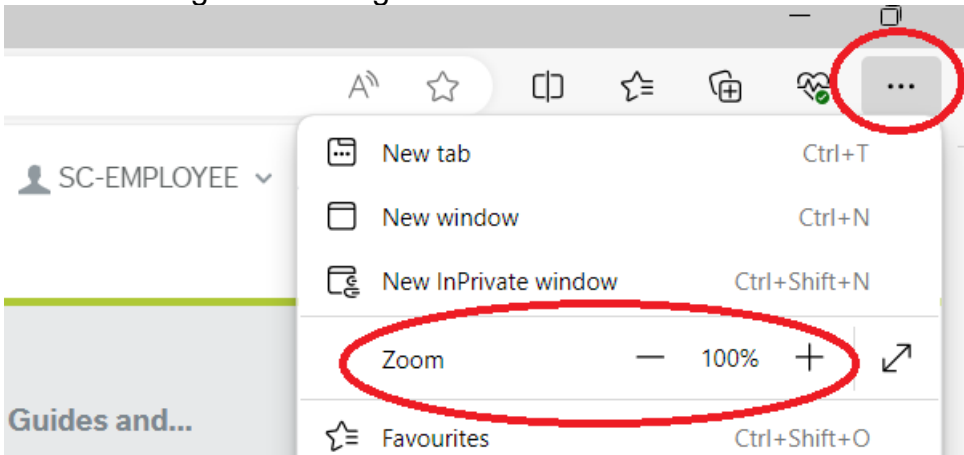 A
SC-EMPLOYEE
New tab Ctrl+T
New window Ctrl+N
New InPrivate window Ctrl+Shift+N
Zoom — 100% +
Guides and...
Favourites Ctrl+Shift+O